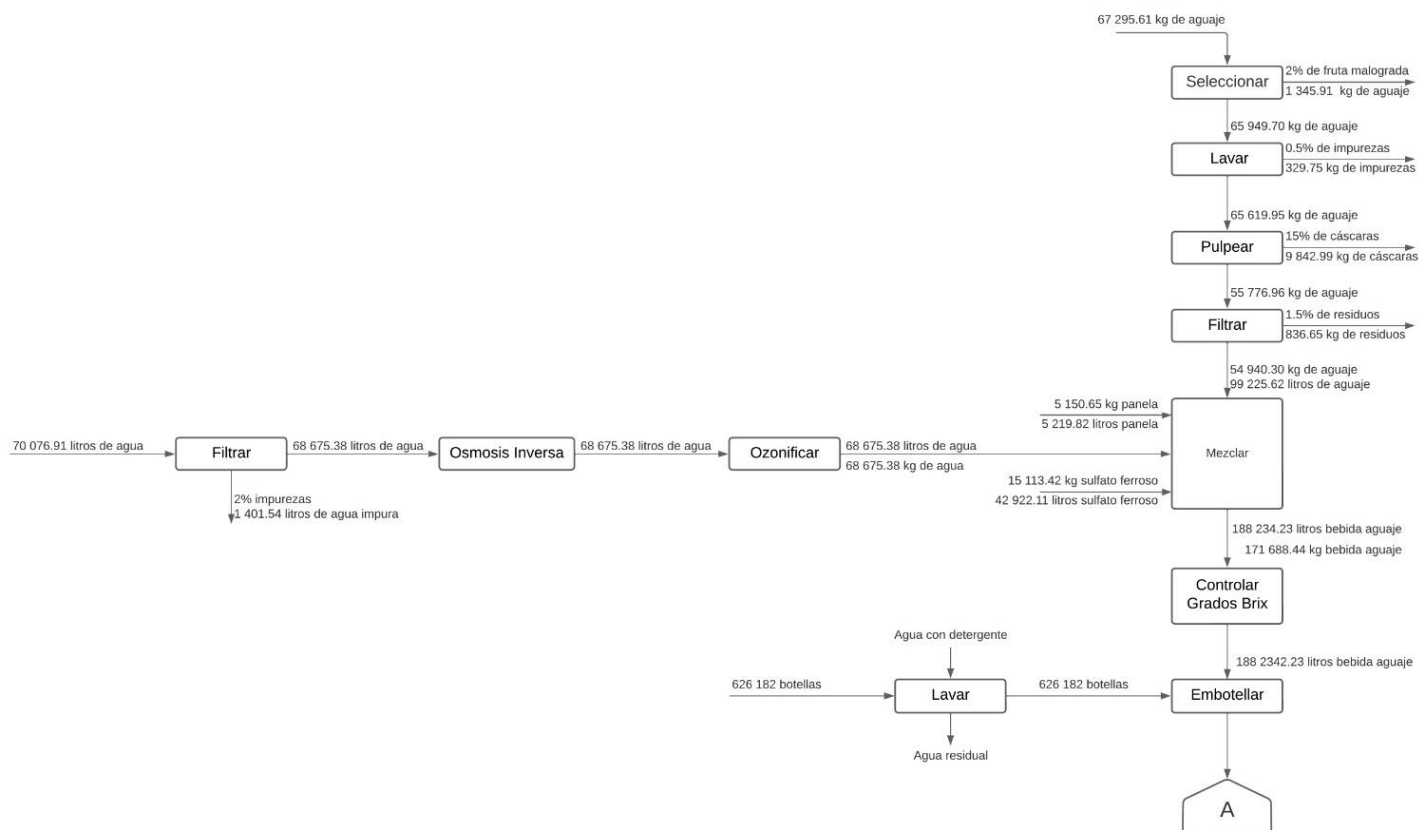 67 295.61 kg de aguaje
Seleccionar
2% de fruta malograda
1 345.91 kg de aguaje
65 949.70 kg de aguaje
Lavar
0.5% de impurezas
329.75 kg de impurezas
65 619.95 kg de aguaje
Pulpear
15% de cáscaras
9 842.99 kg de cáscaras
55 776.96 kg de aguaje
Filtrar
1.5% de residuos
836.65 kg de residuos
54 940.30 kg de aguaje
99 225.62 litros de aguaje
5 150.65 kg panela
5 219.82 litros panela
70 076.91 litros de agua
Filtrar
68 675.38 litros de agua
Osmosis Inversa
68 675.38 litros de agua
Ozonificar
68 675.38 litros de agua
68 675.38 kg de agua
Mezclar
2% impurezas
1 401.54 litros de agua impura
15 113.42 kg sulfato ferroso
42 922.11 litros sulfato ferroso
188 234.23 litros bebida aguaje
171 688.44 kg bebida aguaje
Controlar
Grados Brix
Agua con detergente
188 2342.23 litros bebida aguaje
626 182 botellas
Lavar
626 182 botellas
Embotellar
Agua residual
A